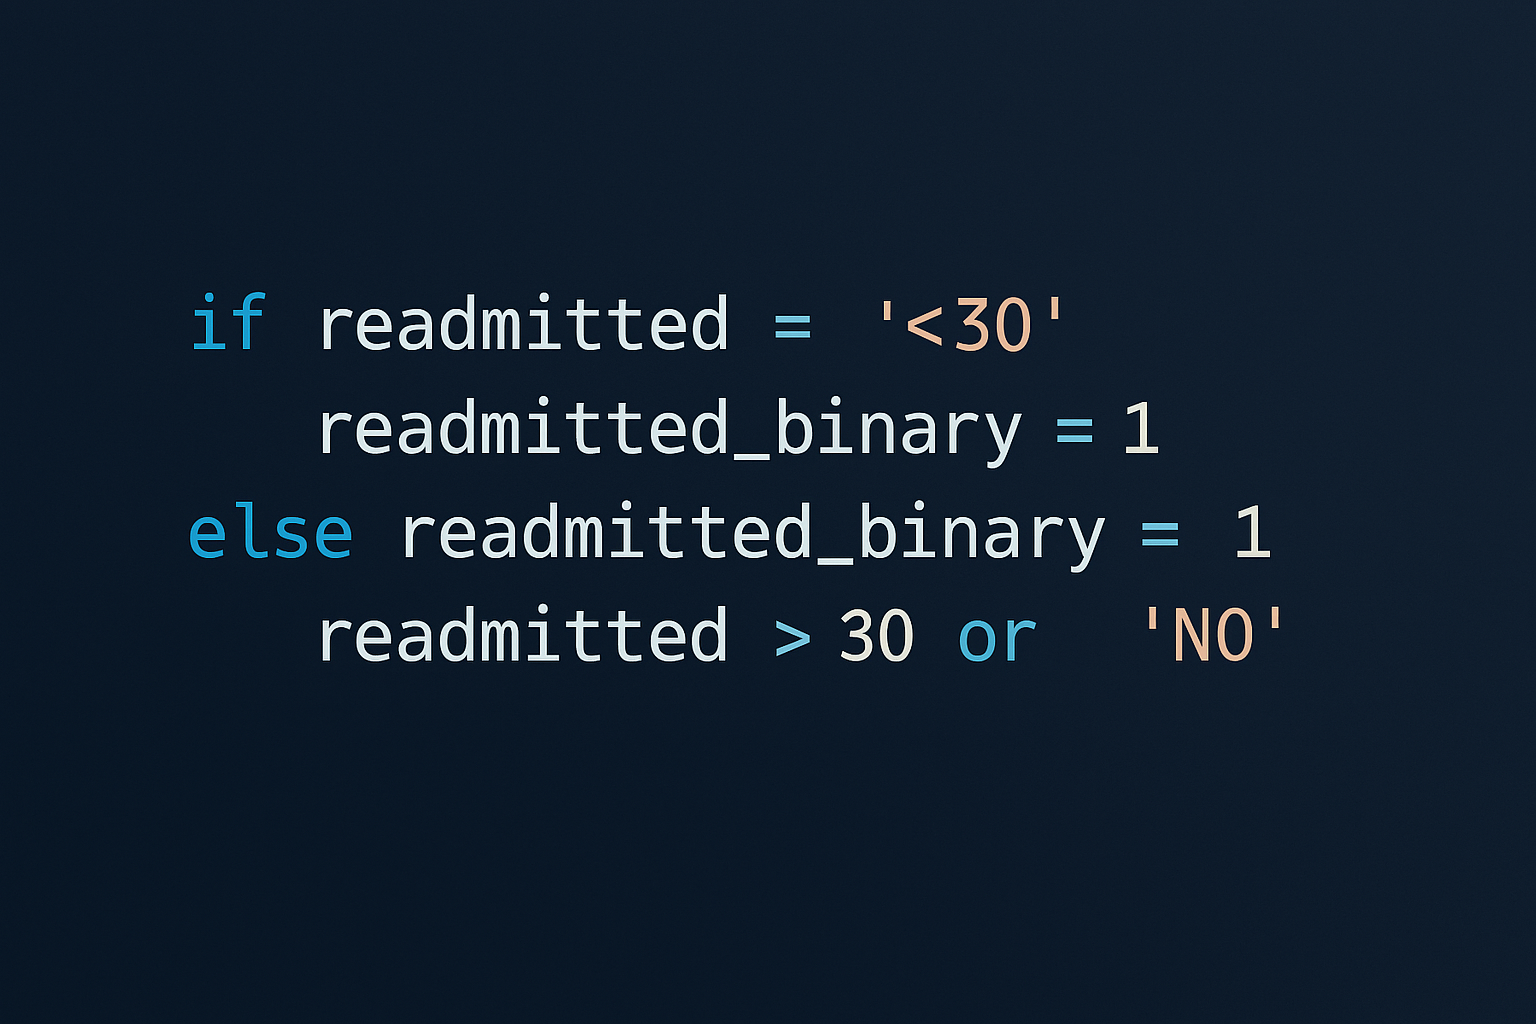 if readmitted = '<30'
readmitted_binary = 1
else readmitted_binary = 1
readmitted > 30 or 'NO'